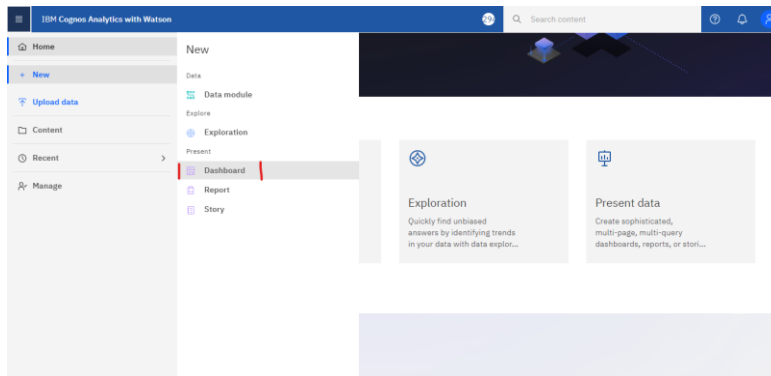 IBM Cognos Analytics with Watson
Search content
Home
New
Upload data
Content
Recent
Manage
New
Data
Data module
Explore
Exploration
Present
Dashboard
Report
Story
Exploration
Quickly find unbiased
answers by identifying trends
in your data with data explor...
Present data
Create sophisticated,
multi-page, multi-query
dashboards, reports, or stori...